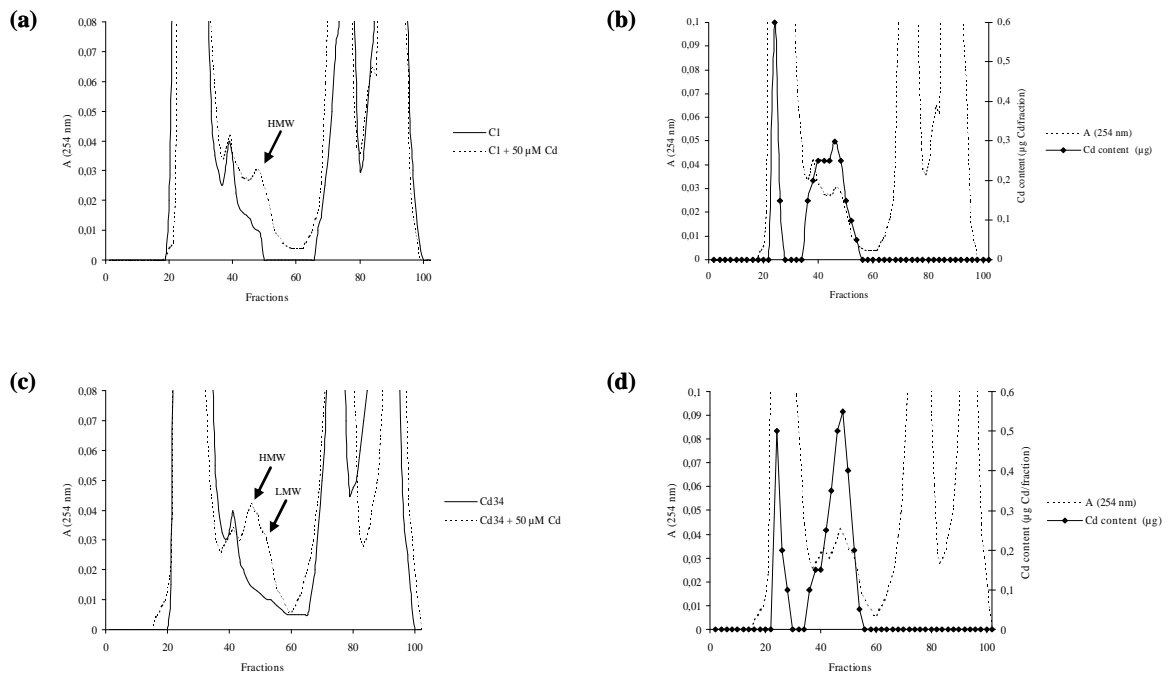 (a)
0,08
0,07
0,06
0,05
0,04
0,03
0,02
0,01
0
A (254 nm)
HMW
0 20 40 60 80 100
Fractions
C1
C1 + 50 µM Cd
(b)
0,1
0,09
0,08
0,07
0,06
0,05
0,04
0,03
0,02
0,01
0
A (254 nm)
0,6
0,5
0,4
0,3
0,2
0,1
0
Cd content (µg Cd/fraction)
0 20 40 60 80 100
Fractions
A (254 nm)
Cd content (µg)
(c)
0,08
0,07
0,06
0,05
0,04
0,03
0,02
0,01
0
A (254 nm)
HMW
LMW
0 20 40 60 80 100
Fractions
Cd34
Cd34 + 50 µM Cd
(d)
0,1
0,09
0,08
0,07
0,06
0,05
0,04
0,03
0,02
0,01
0
A (254 nm)
0,6
0,5
0,4
0,3
0,2
0,1
0
Cd content (µg Cd/fraction)
0 20 40 60 80 100
Fractions
A (254 nm)
Cd content (µg)